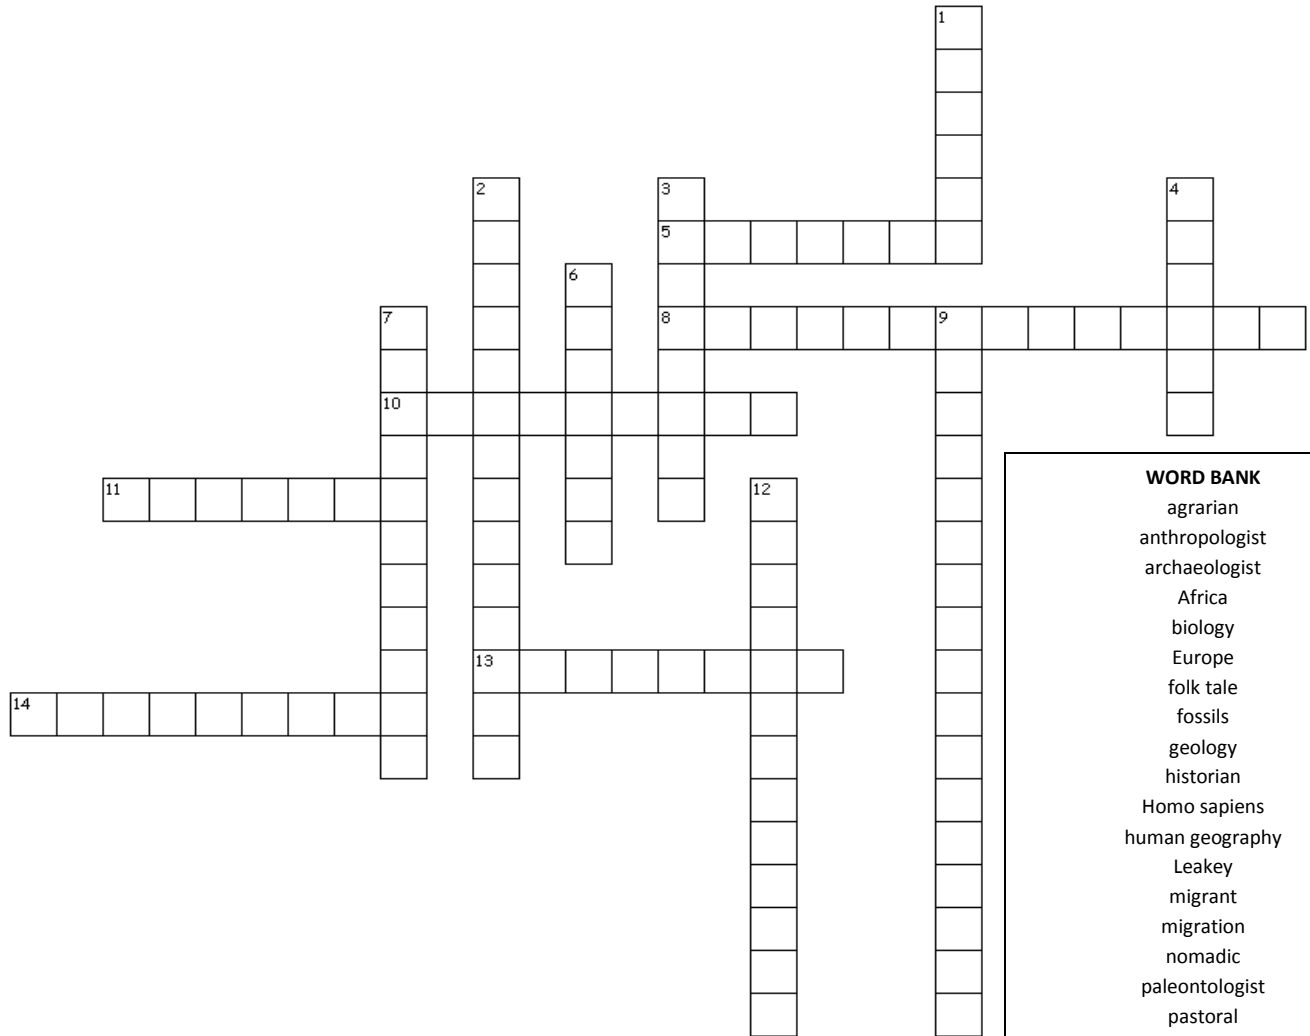 1
2 3 4
5
6
7 8 9
10
11 12
13
14
WORD BANK
agrarian
anthropologist
archaeologist
Africa
biology
Europe
folk tale
fossils
geology
historian
Homo sapiens
human geography
Leakey
migrant
migration
nomadic
paleontologist
pastoral